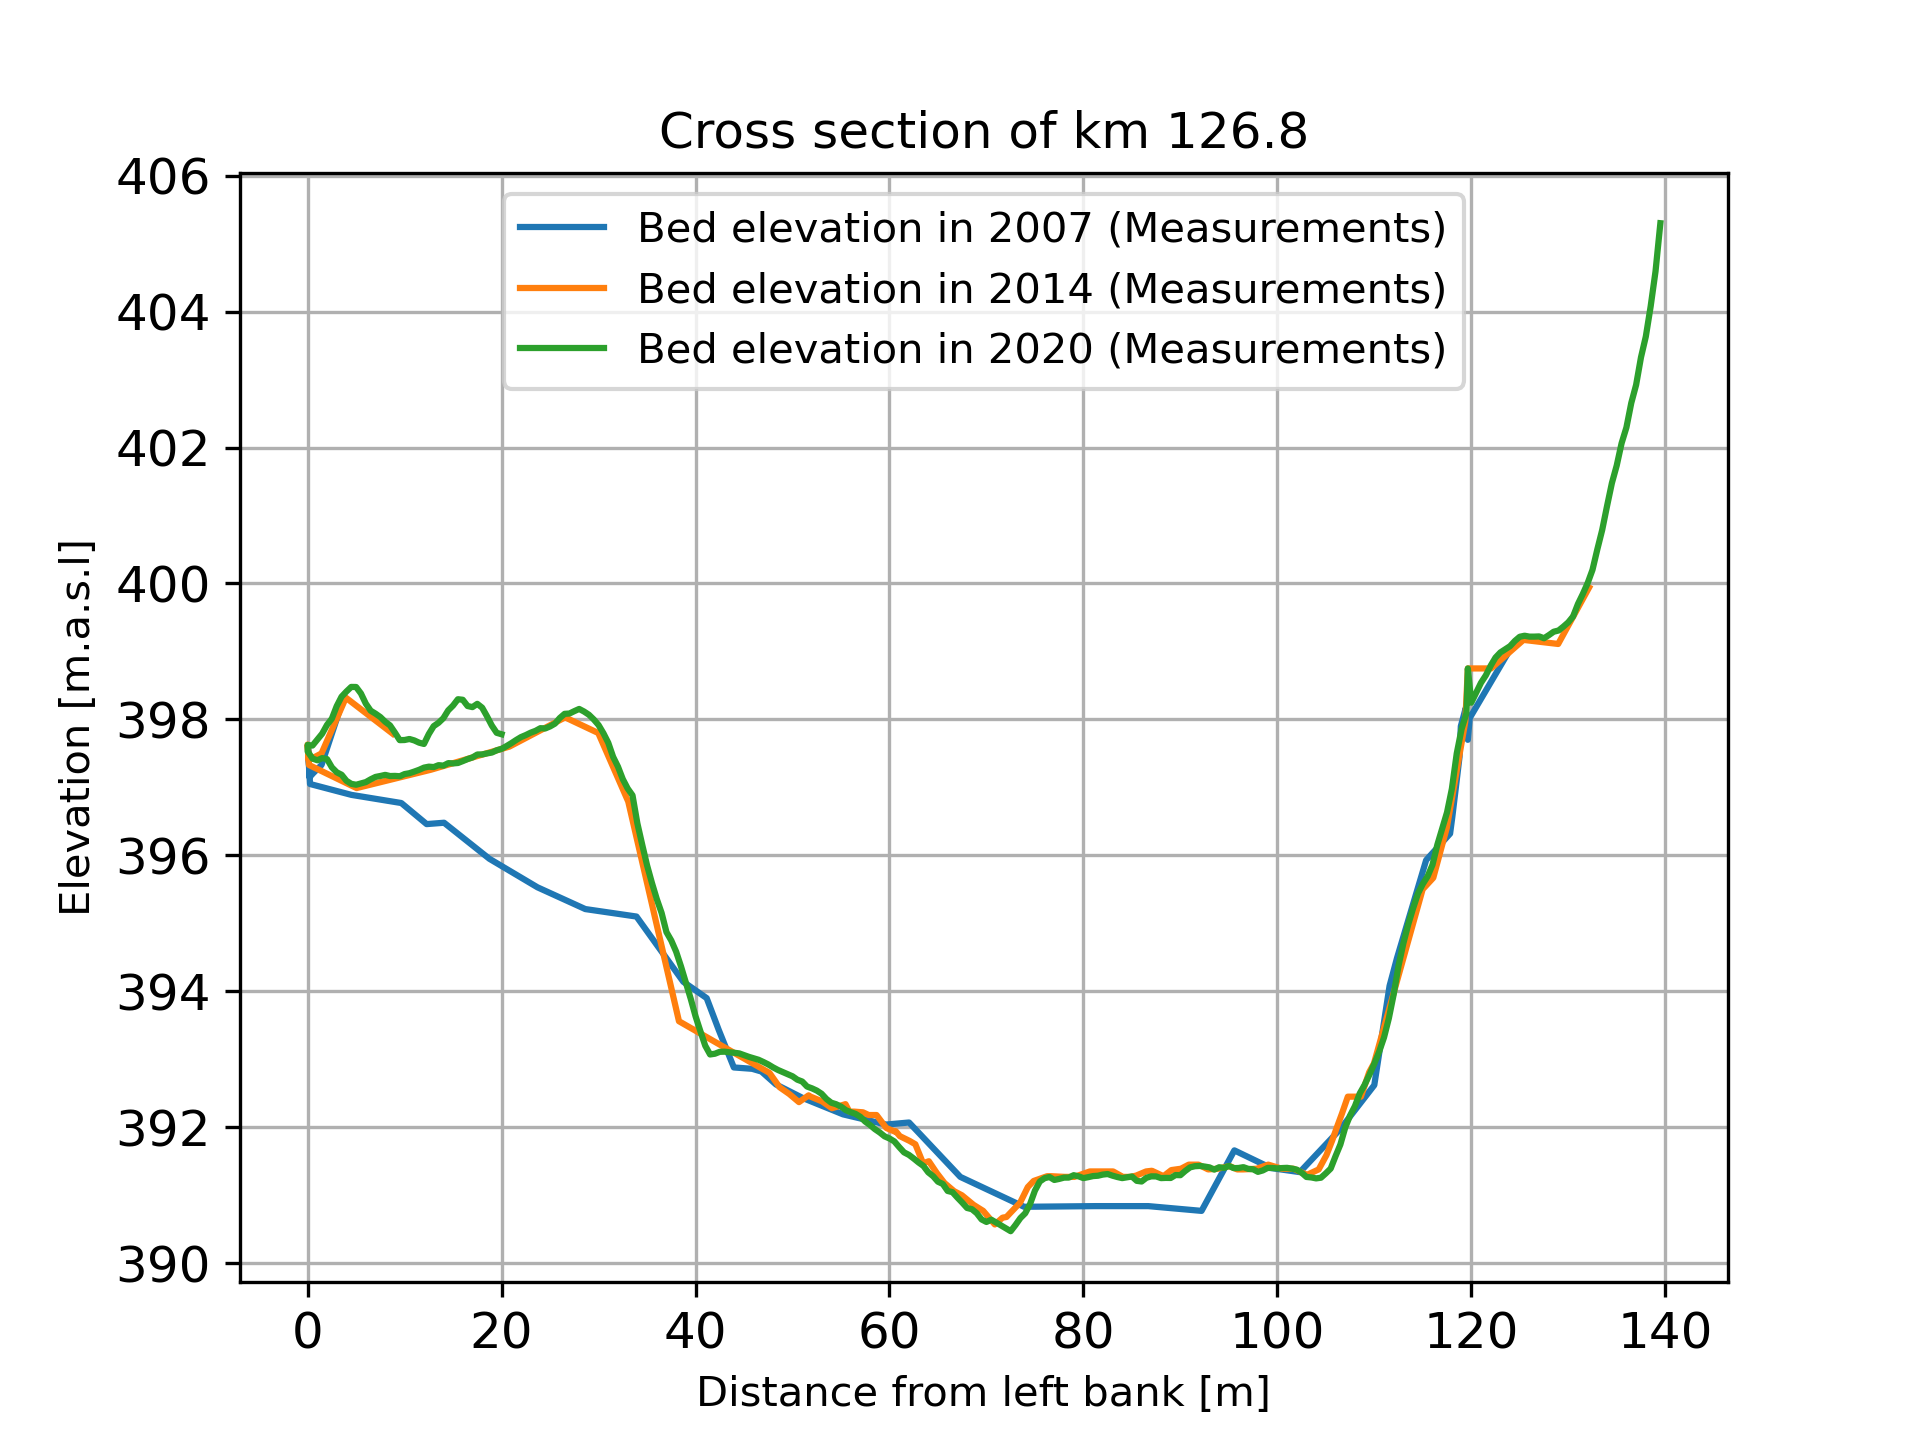 Cross section of km 126.8
406
404
402
400
398
396
394
392
390
Elevation [m.a.s.l]
Bed elevation in 2007 (Measurements)
Bed elevation in 2014 (Measurements)
Bed elevation in 2020 (Measurements)
0 20 40 60 80 100 120 140
Distance from left bank [m]